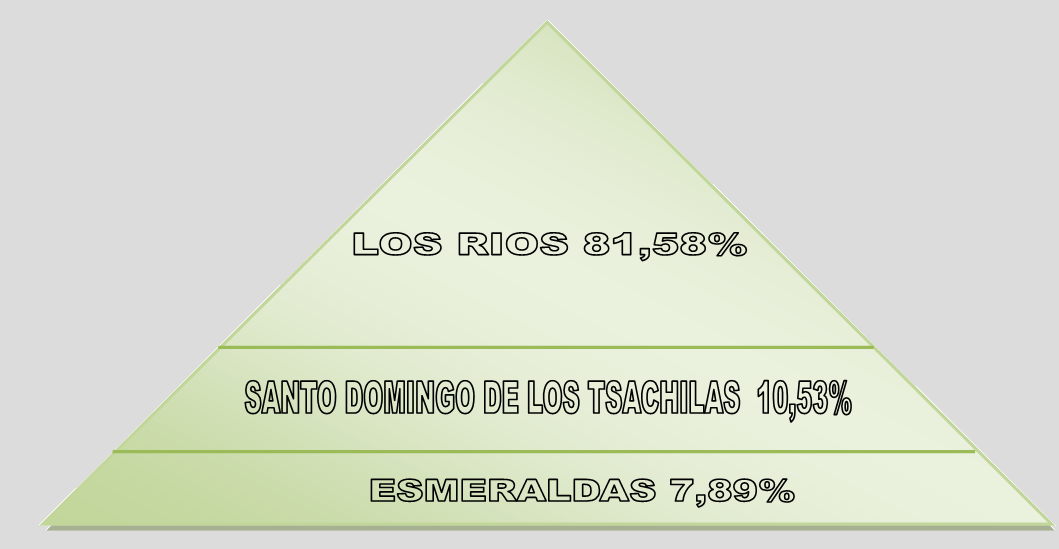 LOS RIOS 81,58%
SANTO DOMINGO DE LOS TSACHILAS 10,53%
ESMERALDAS 7,89%